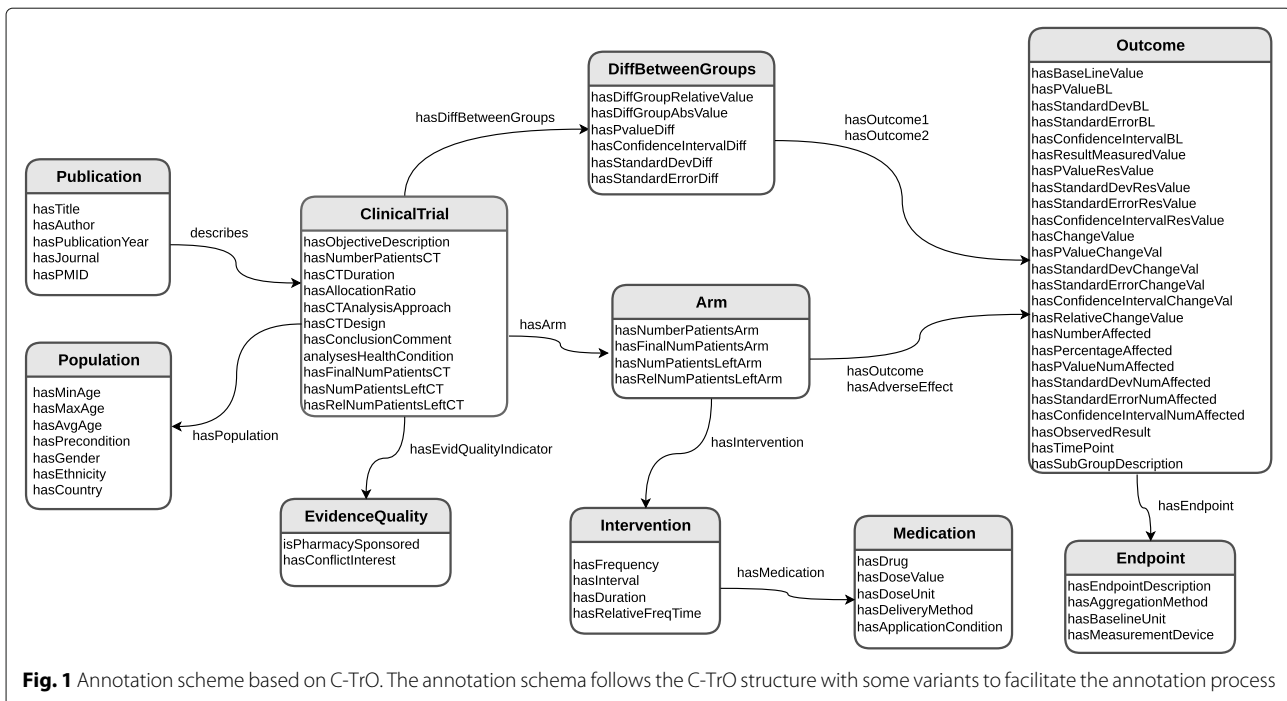 Publication
hasTitle
hasAuthor
hasPublicationYear
hasJournal
hasPMID
describes
Population
hasMinAge
hasMaxAge
hasAvgAge
hasPrecondition
hasGender
hasEthnicity
hasCountry
hasPopulation
ClinicalTrial
hasObjectiveDescription
hasNumberPatientsCT
hasCTDuration
hasAllocationRatio
hasCTAnalysisApproach
hasCTDesign
hasConclusionComment
analysesHealthCondition
hasFinalNumPatientsCT
hasNumPatientsLeftCT
hasRelNumPatientsLeftCT
hasEvidQualityIndicator
EvidenceQuality
isPharmacySponsored
hasConflictInterest
hasDiffBetweenGroups
DiffBetweenGroups
hasDiffGroupRelativeValue
hasDiffGroupAbsValue
hasPvalueDiff
hasConfidenceIntervalDiff
hasStandardDevDiff
hasStandardErrorDiff
hasOutcome1
hasOutcome2
hasArm
Arm
hasNumberPatientsArm
hasFinalNumPatientsArm
hasNumPatientsLeftArm
hasRelNumPatientsLeftArm
hasOutcome
hasAdverseEffect
hasIntervention
Intervention
hasFrequency
hasInterval
hasDuration
hasRelativeFreqTime
hasMedication
Medication
hasDrug
hasDoseValue
hasDoseUnit
hasDeliveryMethod
hasApplicationCondition
Outcome
hasBaseLineValue
hasPValueBL
hasStandardDevBL
hasStandardErrorBL
hasConfidenceIntervalBL
hasResultMeasuredValue
hasPValueResValue
hasStandardDevResValue
hasStandardErrorResValue
hasConfidenceIntervalResValue
hasChangeValue
hasPValueChangeVal
hasStandardDevChangeVal
hasStandardErrorChangeVal
hasConfidenceIntervalChangeVal
hasRelativeChangeValue
hasNumberAffected
hasPercentageAffected
hasPValueNumAffected
hasStandardDevNumAffected
hasStandardErrorNumAffected
hasConfidenceIntervalNumAffected
hasObservedResult
hasTimePoint
hasSubGroupDescription
hasEndpoint
Endpoint
hasEndpointDescription
hasAggregationMethod
hasBaselineUnit
hasMeasurementDevice
Fig. 1 Annotation scheme based on C-TrO. The annotation schema follows the C-TrO structure with some variants to facilitate the annotation process